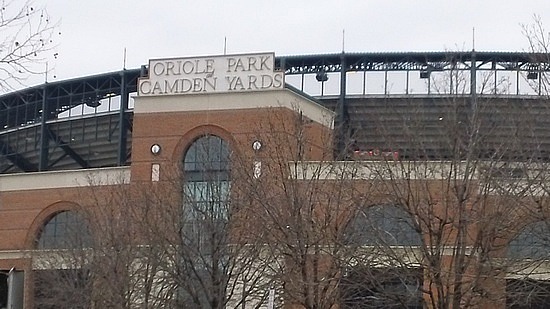 ORIOLE PARK
CAMDEN YARDS